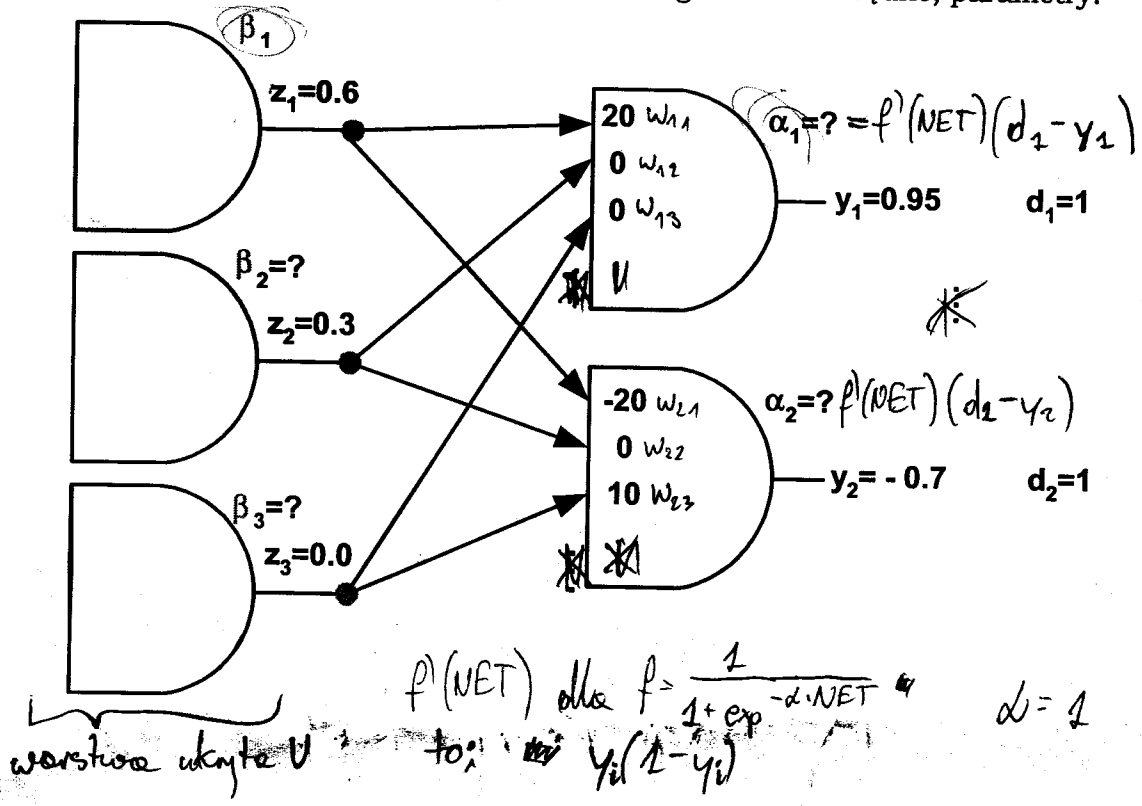 parametry.
β₁
z₁=0.6
20 w₁₁
α₁=? = f'(NET)(d₁-y₁)
0 w₁₂
0 w₁₃
y₁=0.95 d₁=1
β₂=?
z₂=0.3
-20 w₂₁
α₂=? f'(NET)(d₂-y₂)
0 w₂₂
10 w₂₃
y₂= - 0.7 d₂=1
β₃=?
z₃=0.0
f'(NET) dla f= 1/(1+exp^-α·NET) α=1
warstwa ukryta V to: yᵢ(1-yᵢ)